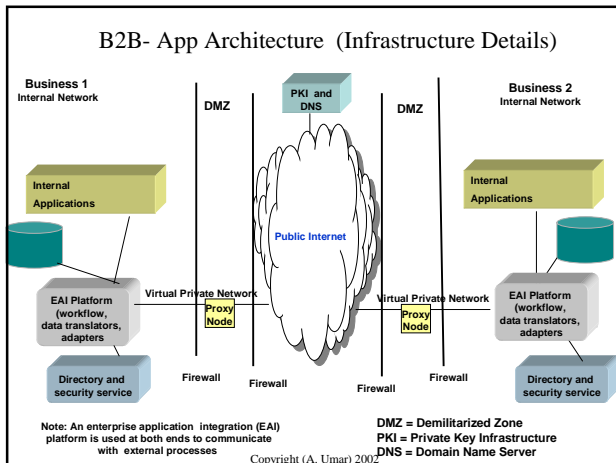 B2B- App Architecture  (Infrastructure Details)
Business 1
Internal Network
DMZ
PKI and
DNS
DMZ
Business 2
Internal Network
Internal
Applications
Internal
Applications
Public Internet
EAI Platform
(workflow,
data translators,
adapters
Virtual Private Network
Proxy
Node
Virtual Private Network
Proxy
Node
EAI Platform
(workflow,
data translators,
adapters
Directory and
security service
Firewall
Firewall
Firewall
Firewall
Directory and
security service
Note: An enterprise application integration (EAI)
platform is used at both ends to communicate
with external processes
DMZ = Demilitarized Zone
PKI = Private Key Infrastructure
DNS = Domain Name Server
Copyright (A. Umar) 2002